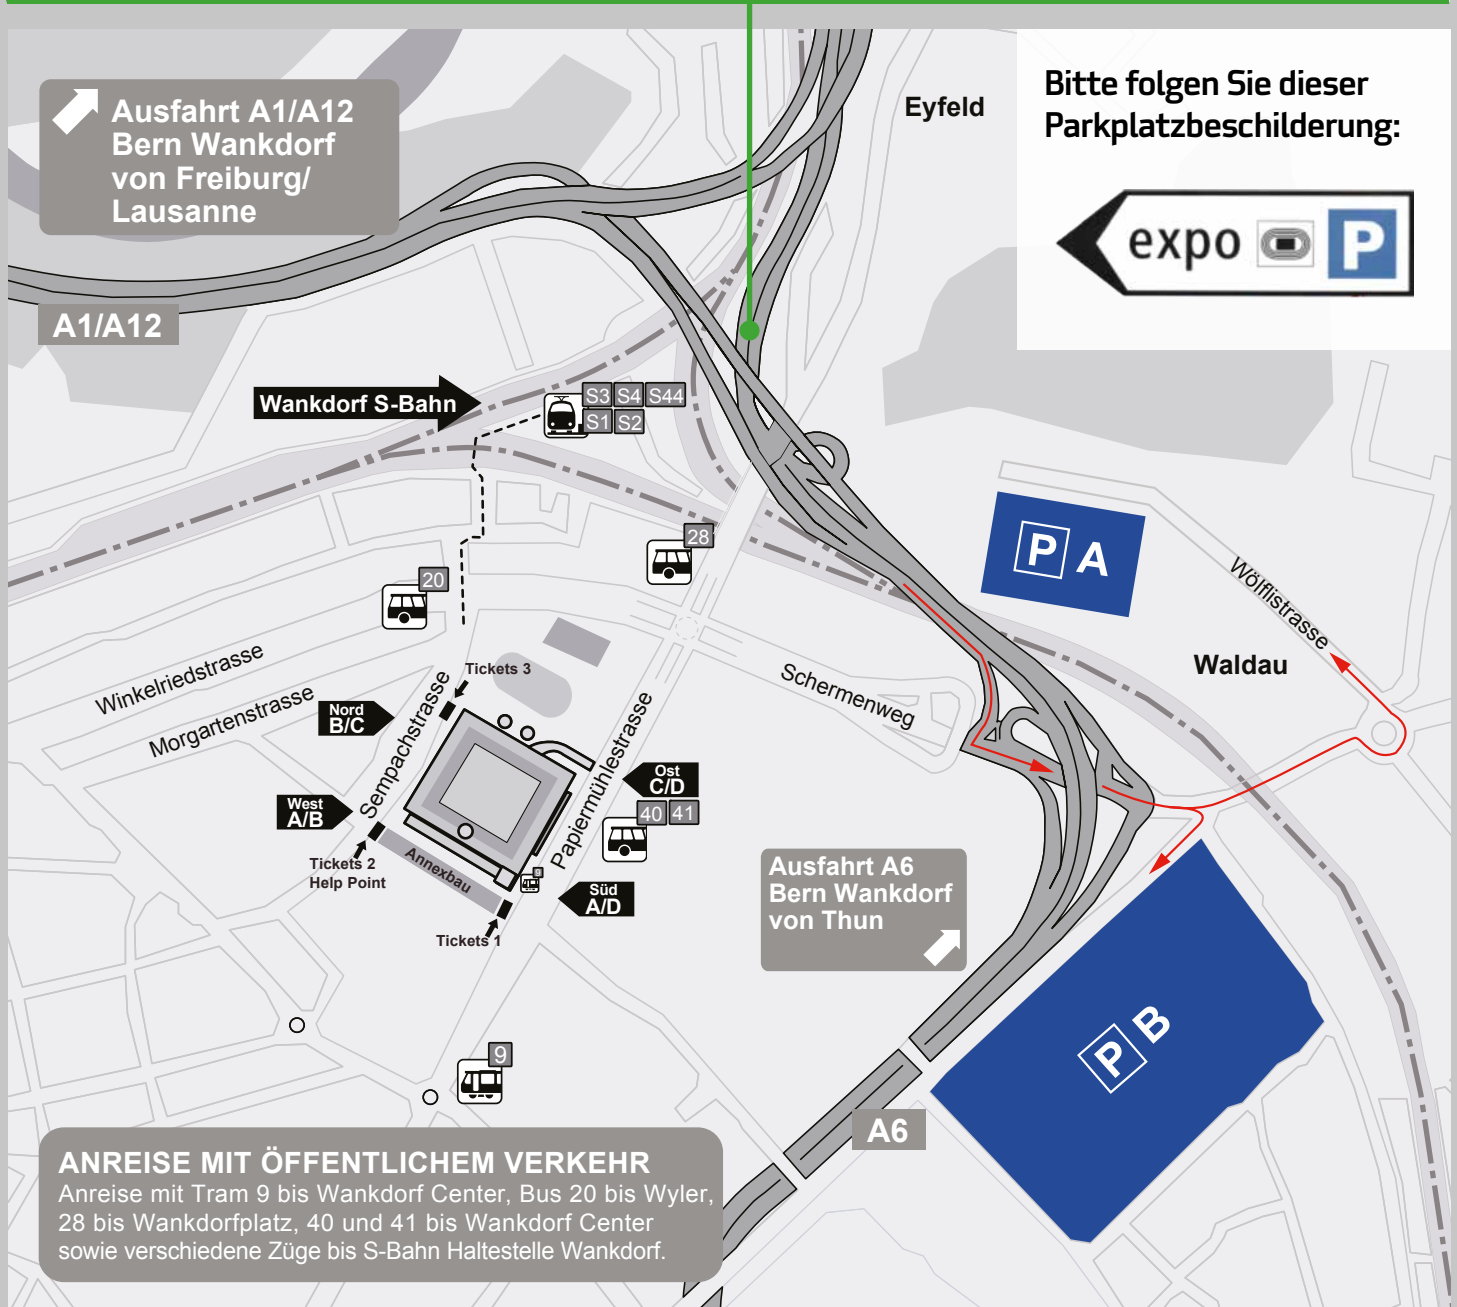 Ausfahrt A1/A12
Bern Wankdorf
von Freiburg/
Lausanne
A1/A12
Eyfeld
Bitte folgen Sie dieser
Parkplatzbeschilderung:
expo P
Wankdorf S-Bahn
S3 S4 S44
S1 S2
28
20
P A
Wölflistrasse
Waldau
Winkelriedstrasse
Morgartenstrasse
Sempachstrasse
Tickets 3
Schermenweg
Papiermühlestrasse
Nord
B/C
West
A/B
Ost
C/D
40 41
Tickets 2
Help Point
Annexbau
Süd
A/D
Tickets 1
Ausfahrt A6
Bern Wankdorf
von Thun
P B
9
A6
ANREISE MIT ÖFFENTLICHEM VERKEHR
Anreise mit Tram 9 bis Wankdorf Center, Bus 20 bis Wyler,
28 bis Wankdorfplatz, 40 und 41 bis Wankdorf Center
sowie verschiedene Züge bis S-Bahn Haltestelle Wankdorf.